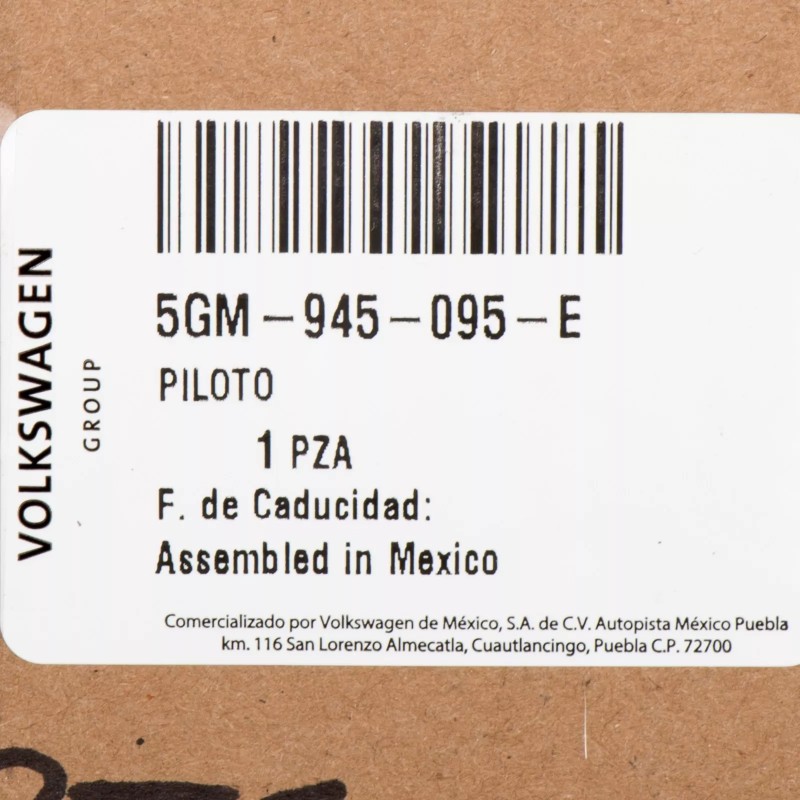 VOLKSWAGEN
GROUP
5GM-945-095-E
PILOTO
1 PZA
F. de Caducidad:
Assembled in Mexico
Comercializado por Volkswagen de México, S.A. de C.V. Autopista México Puebla
km. 116 San Lorenzo Almecatla, Cuautlancingo, Puebla C.P. 72700